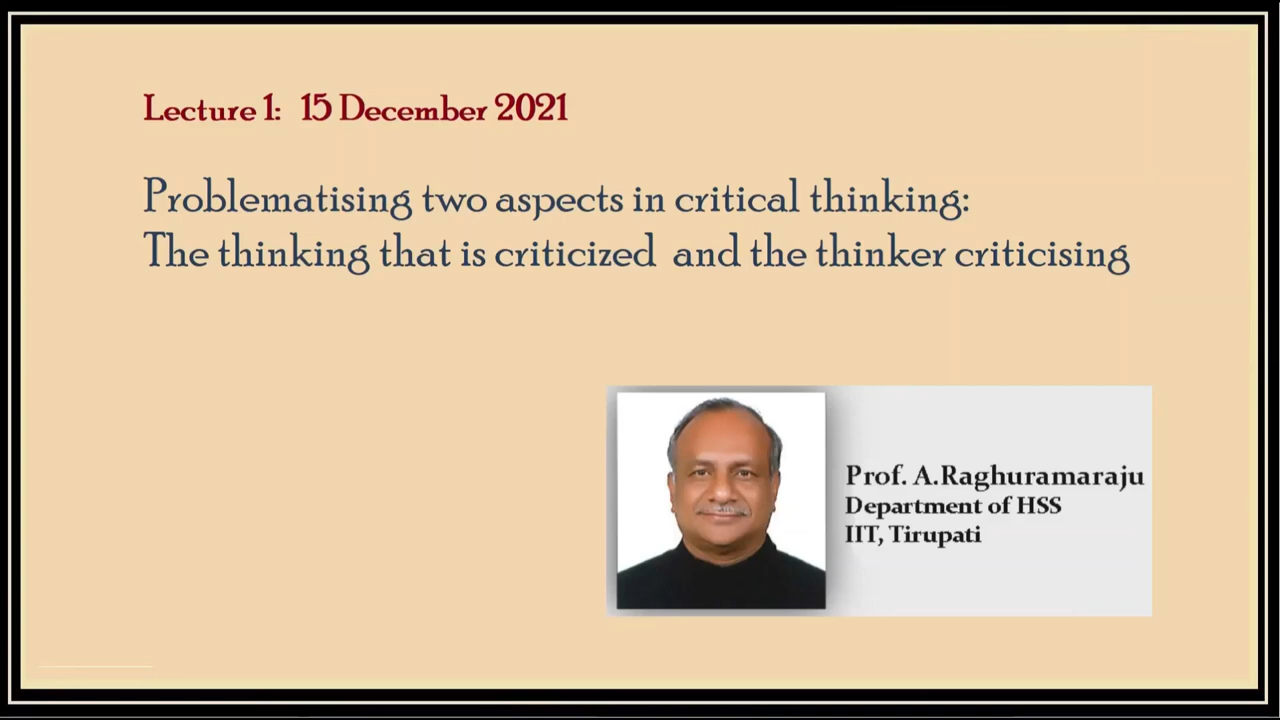 Lecture 1: 15 December 2021
Problematising two aspects in critical thinking:
The thinking that is criticized and the thinker criticising
Prof. A.Raghuramaraju
Department of HSS
IIT, Tirupati